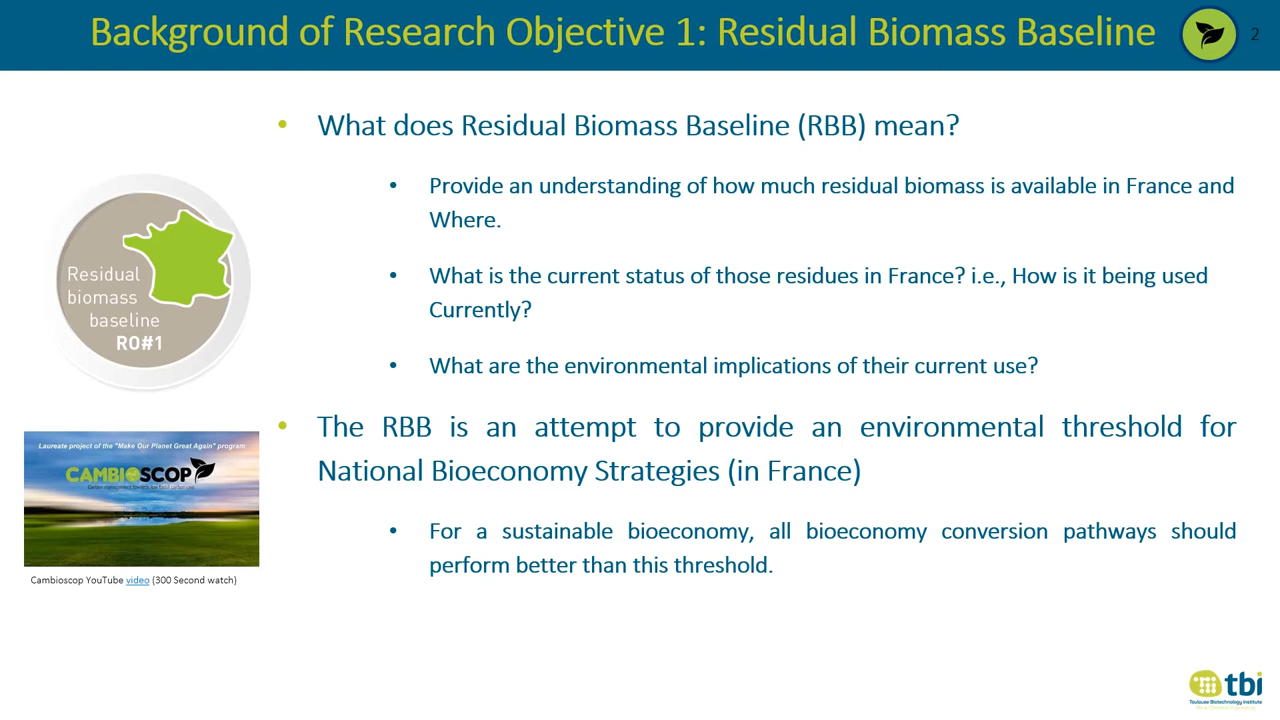 Background of Research Objective 1: Residual Biomass Baseline
2
• What does Residual Biomass Baseline (RBB) mean?
• Provide an understanding of how much residual biomass is available in France and
Where.
• What is the current status of those residues in France? i.e., How is it being used
Currently?
• What are the environmental implications of their current use?
• The RBB is an attempt to provide an environmental threshold for
National Bioeconomy Strategies (in France)
• For a sustainable bioeconomy, all bioeconomy conversion pathways should
perform better than this threshold.
Residual
biomass
baseline
RO#1
Laureate project of the "Make Our Planet Great Again" program
CAMBIOSCOP
Cambioscop YouTube video (300 Second watch)
tbi
Toulouse Biotechnology Institute